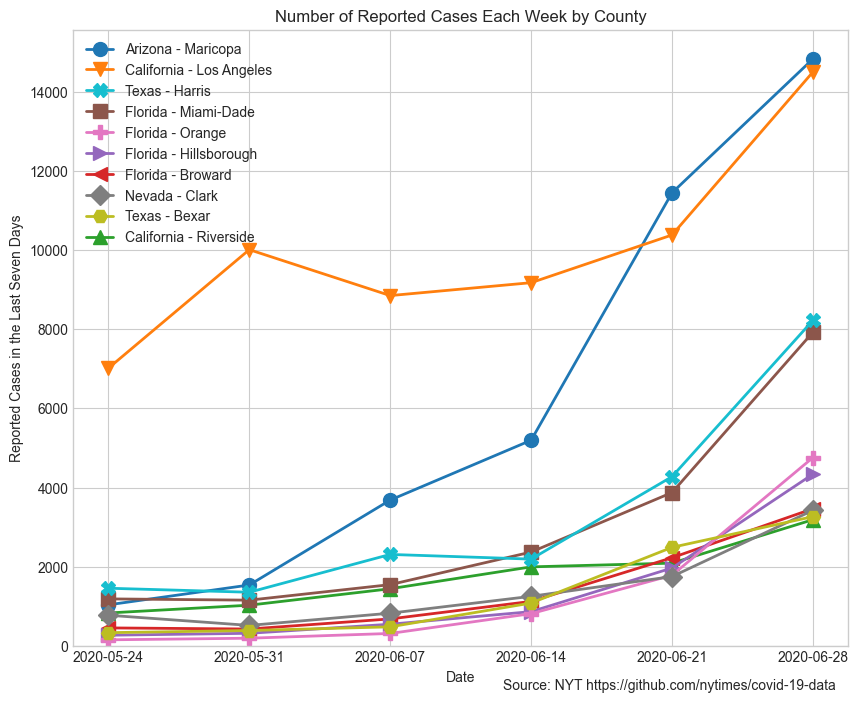 Number of Reported Cases Each Week by County
Arizona - Maricopa
California - Los Angeles
Texas - Harris
Florida - Miami-Dade
Florida - Orange
Florida - Hillsborough
Florida - Broward
Nevada - Clark
Texas - Bexar
California - Riverside
Reported Cases in the Last Seven Days
14000
12000
10000
8000
6000
4000
2000
0
2020-05-24 2020-05-31 2020-06-07 2020-06-14 2020-06-21 2020-06-28
Date
Source: NYT https://github.com/nytimes/covid-19-data